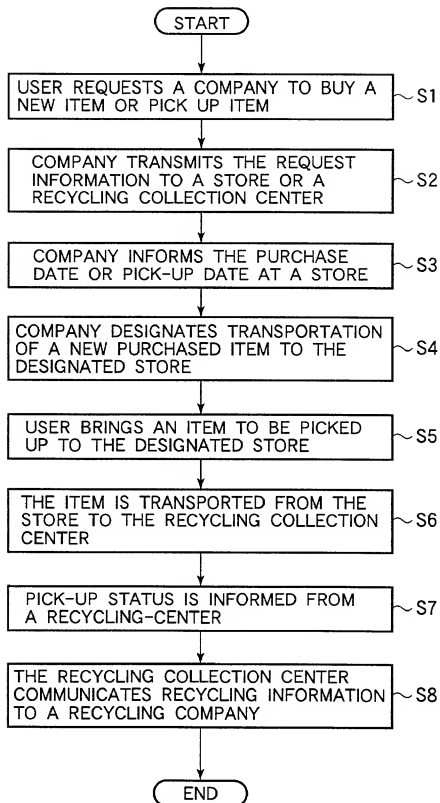 START
USER REQUESTS A COMPANY TO BUY A
NEW ITEM OR PICK UP ITEM
S1
COMPANY TRANSMITS THE REQUEST
INFORMATION TO A STORE OR A
RECYCLING COLLECTION CENTER
S2
COMPANY INFORMS THE PURCHASE
DATE OR PICK-UP DATE AT A STORE
S3
COMPANY DESIGNATES TRANSPORTATION
OF A NEW PURCHASED ITEM TO THE
DESIGNATED STORE
S4
USER BRINGS AN ITEM TO BE PICKED
UP TO THE DESIGNATED STORE
S5
THE ITEM IS TRANSPORTED FROM THE
STORE TO THE RECYCLING COLLECTION
CENTER
S6
PICK-UP STATUS IS INFORMED FROM
A RECYCLING-CENTER
S7
THE RECYCLING COLLECTION CENTER
COMMUNICATES RECYCLING INFORMATION
TO A RECYCLING COMPANY
S8
END